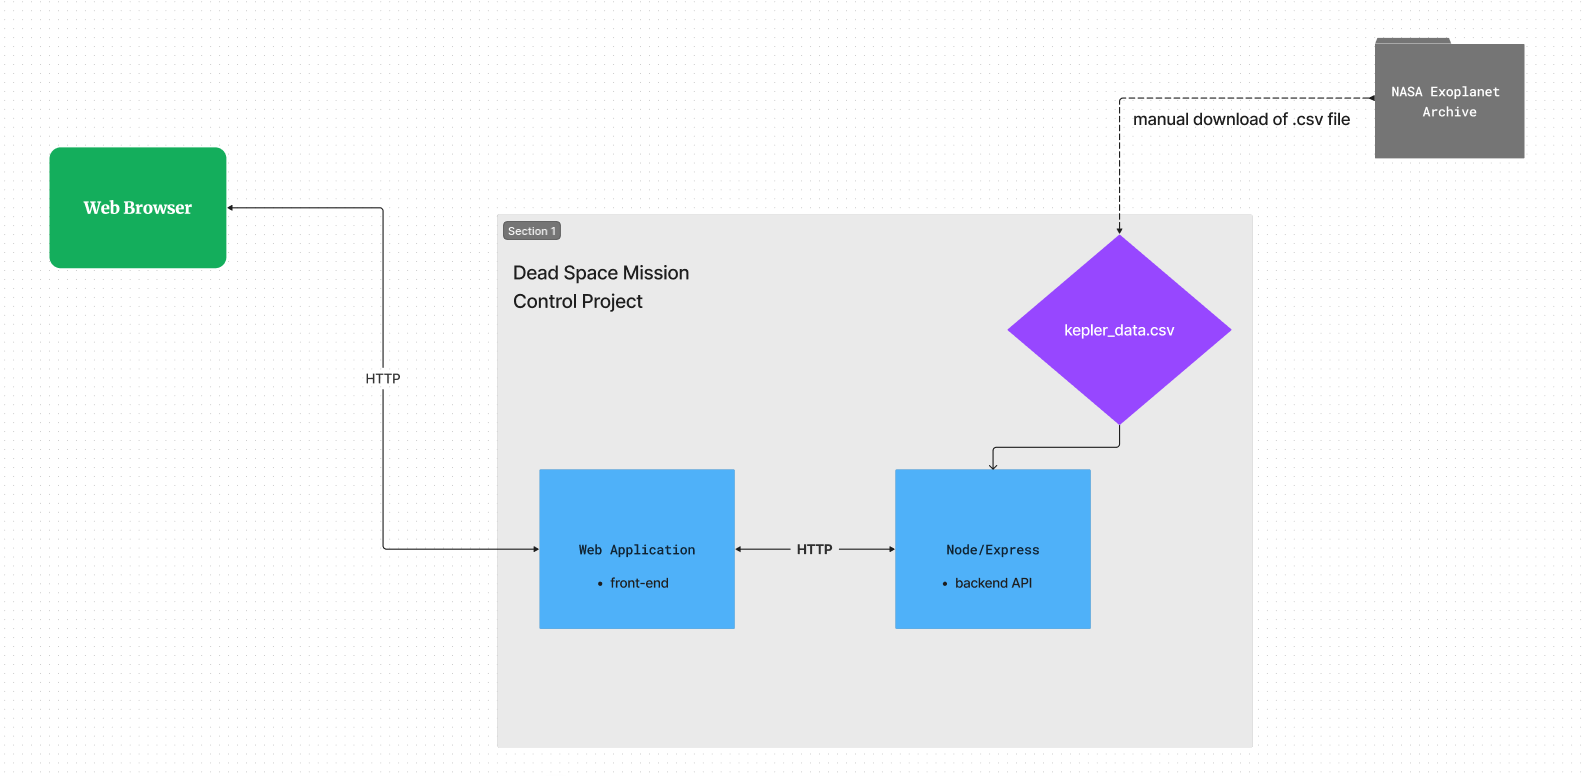 NASA Exoplanet
Archive
manual download of .csv file
Web Browser
Section 1
Dead Space Mission
Control Project
kepler_data.csv
HTTP
Web Application
• front-end
HTTP
Node/Express
• backend API